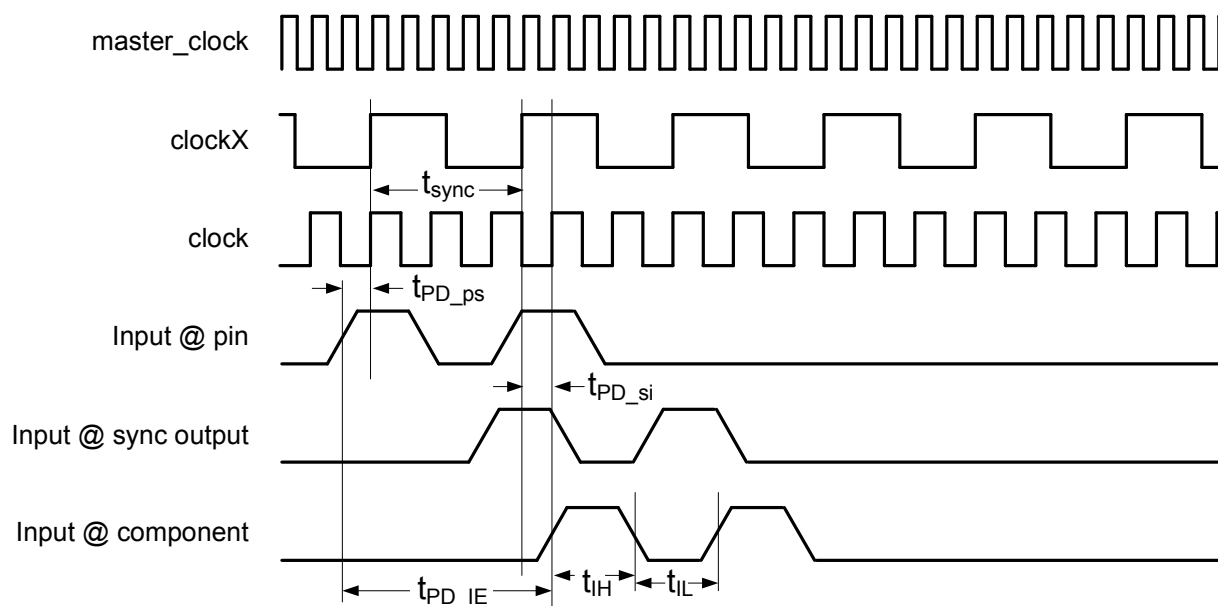 master_clock
clockX
tsync
clock
tPD_ps
Input @ pin
tPD_si
Input @ sync output
Input @ component
tIH
tIL
tPD_IE